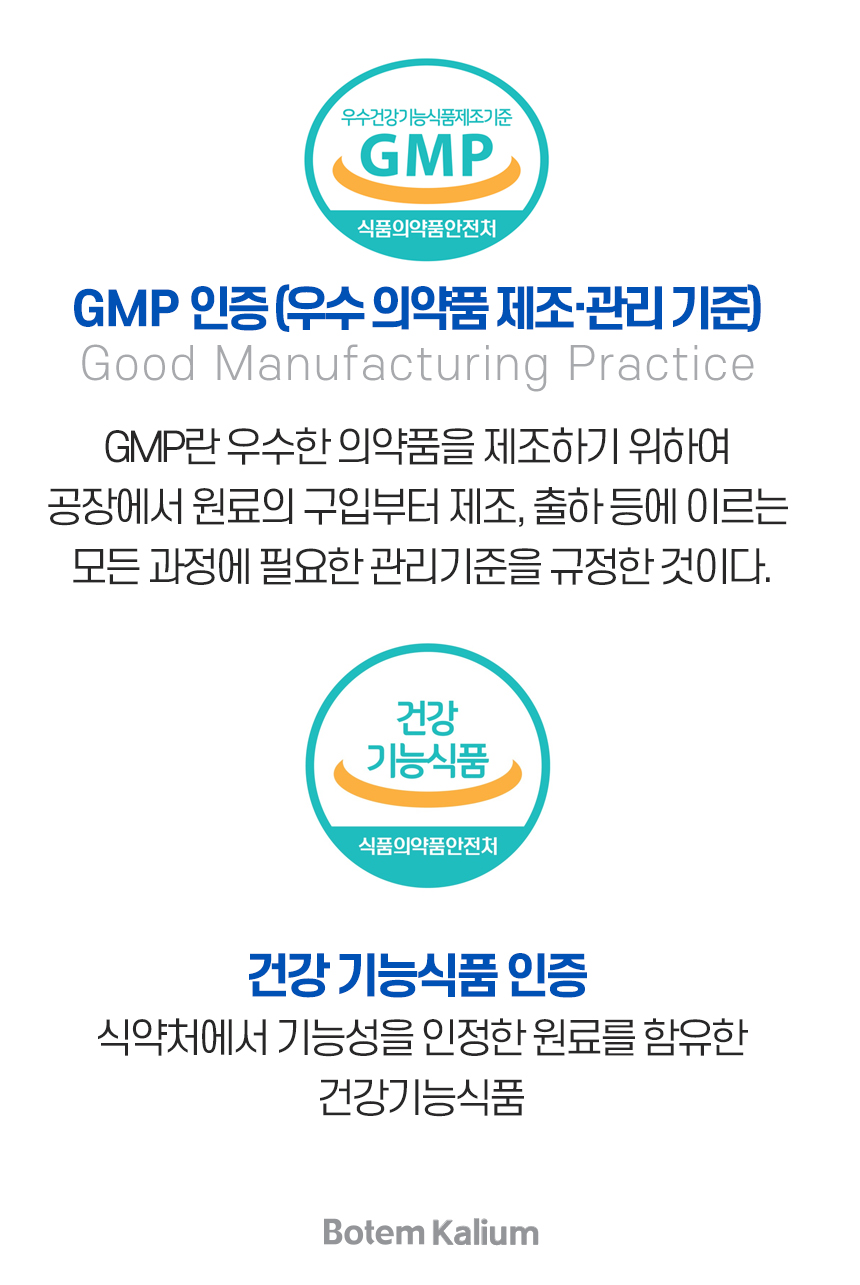 우수건강기능식품제조기준
GMP
식품의약품안전처
GMP 인증 (우수 의약품 제조·관리 기준)
Good Manufacturing Practice
GMP란 우수한 의약품을 제조하기 위하여
공장에서 원료의 구입부터 제조, 출하 등에 이르는
모든 과정에 필요한 관리기준을 규정한 것이다.
건강
기능식품
식품의약품안전처
건강 기능식품 인증
식약처에서 기능성을 인정한 원료를 함유한
건강기능식품
Botem Kalium